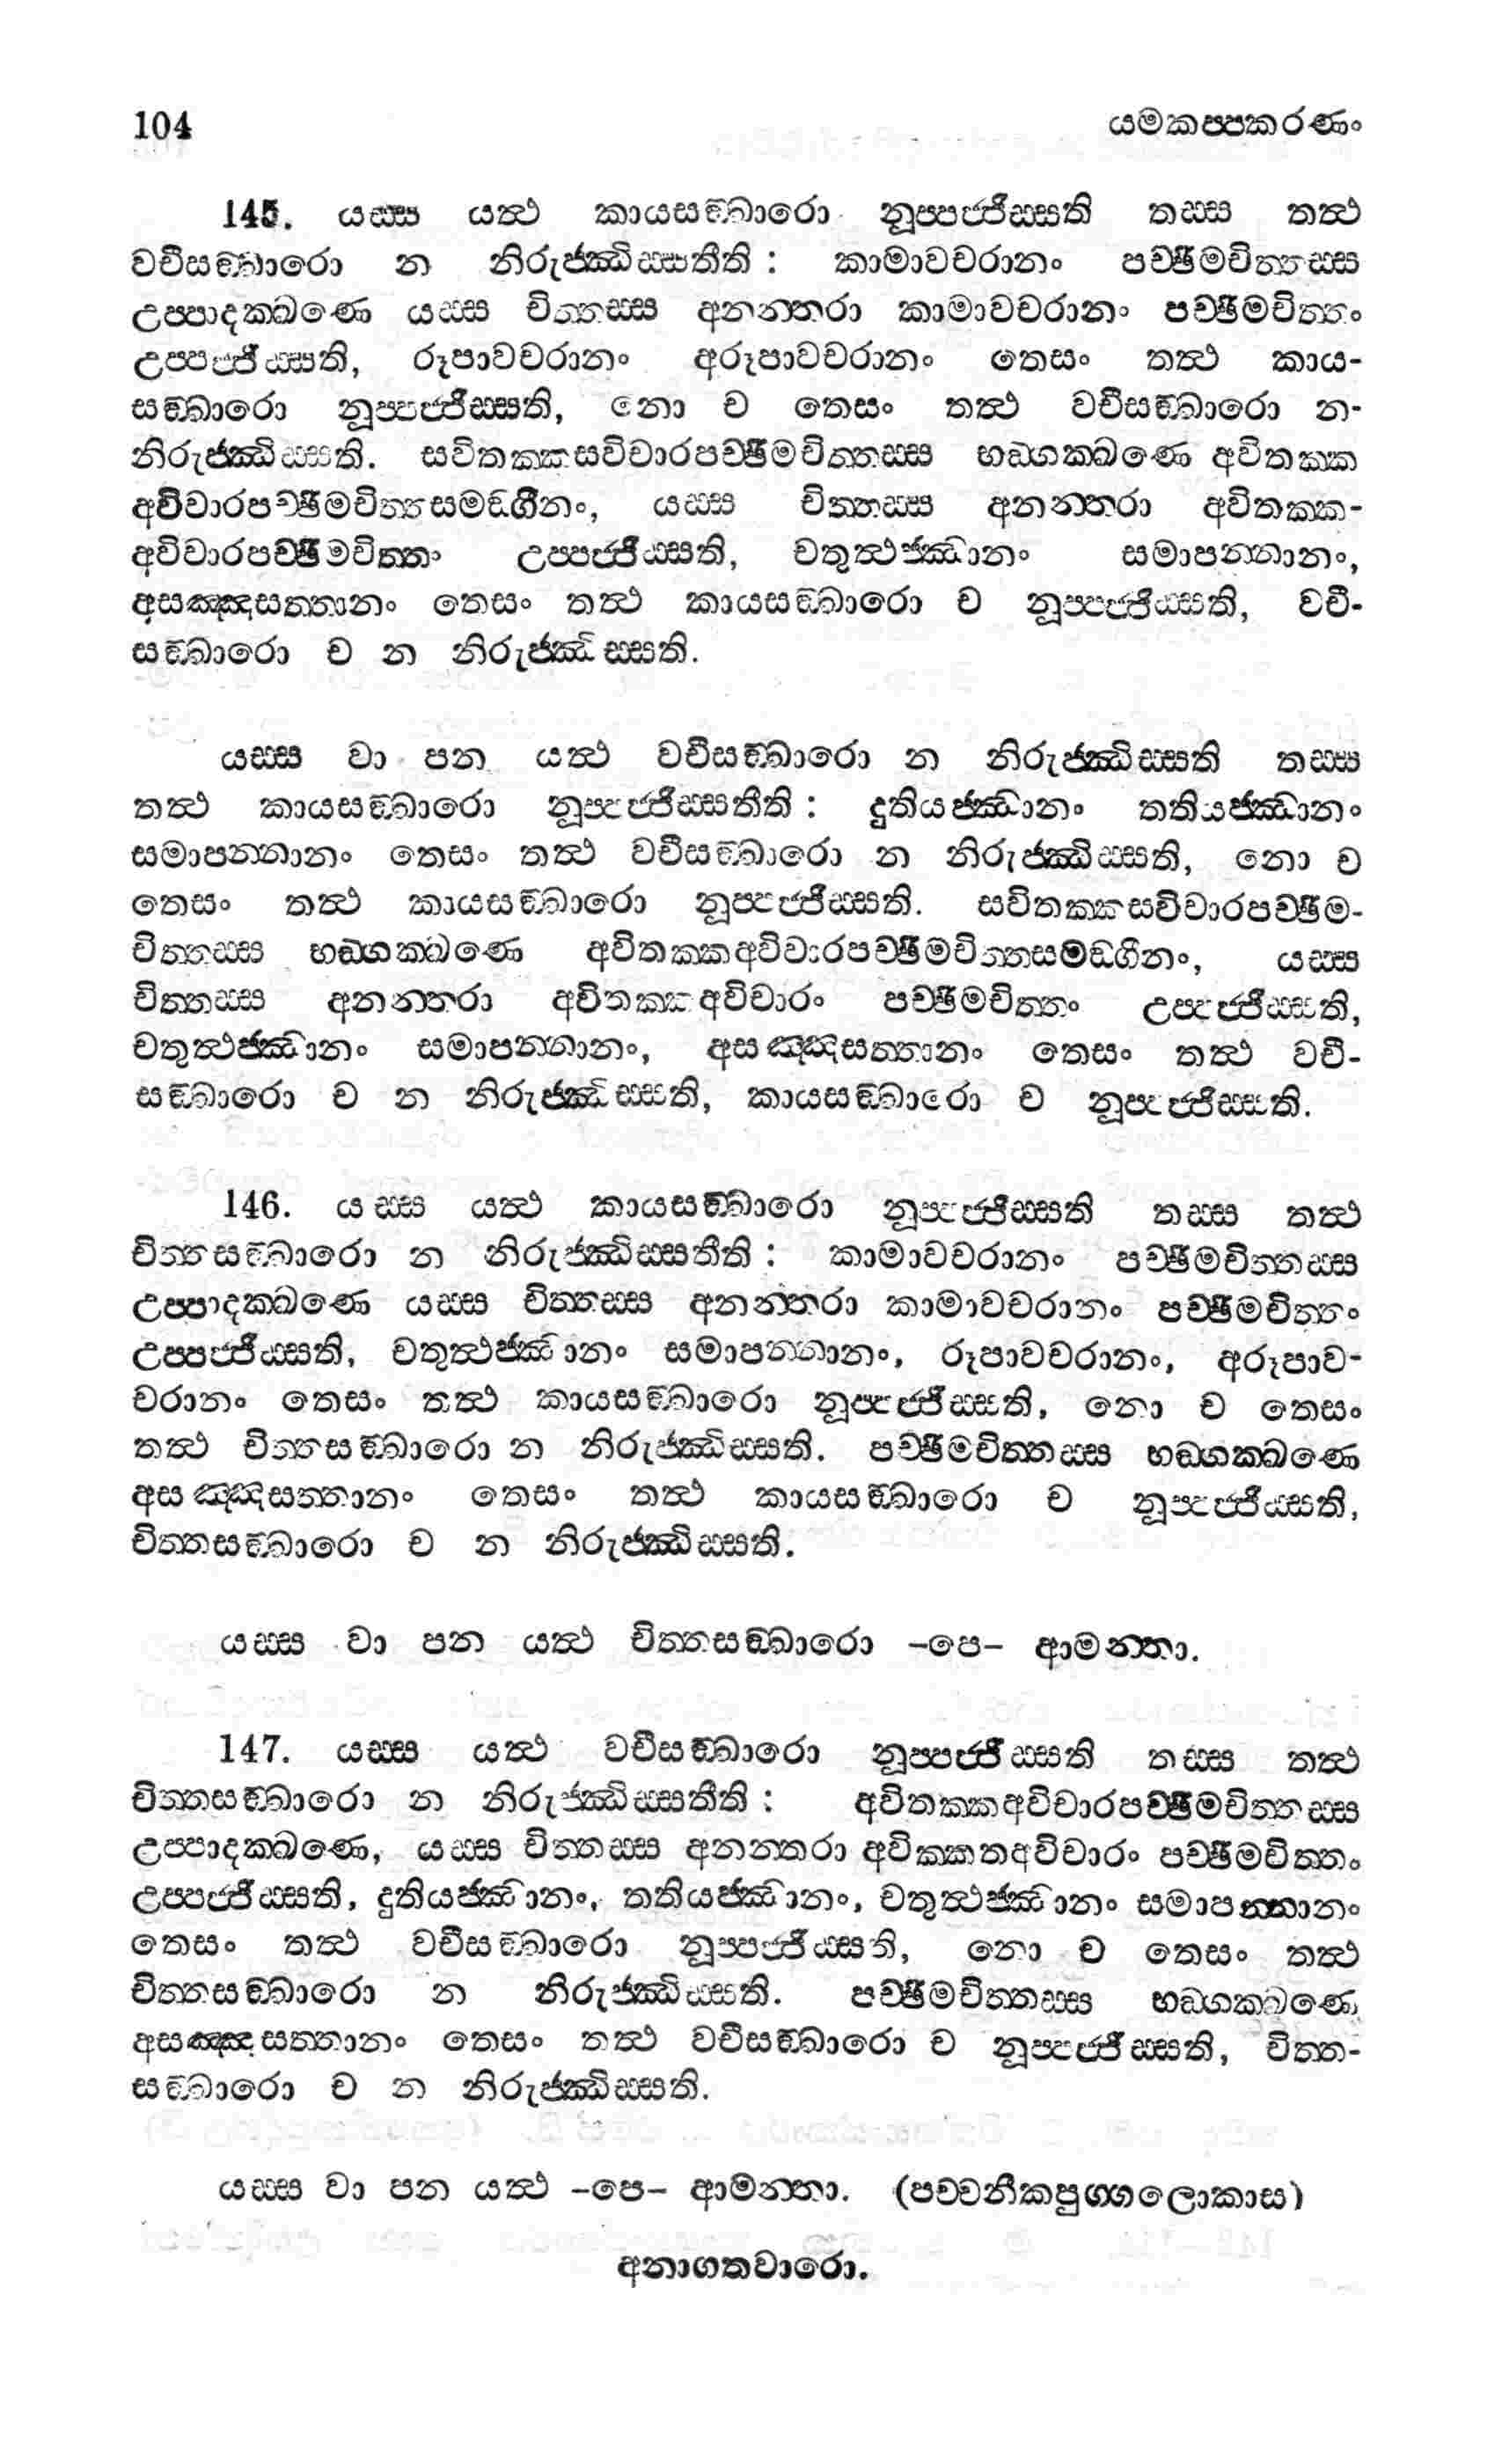 104 යමකප්පකරණං
145. යස්ස යත්ථ කායසඞ්ඛාරො නූප්පජ්ජිස්සති තස්ස තත්ථ
වචීසඞ්ඛාරො න නිරුජ්ඣිස්සතීති : කාමාවචරානං පච්ඡිමචිත්තස්ස
උප්පාදක්ඛණෙ යස්ස චිත්තස්ස අනන්තරා කාමාවචරානං පච්ඡිමචිත්තං
උප්පජ්ජිස්සති, රූපාවචරානං අරූපාවචරානං තෙසං තත්ථ කාය-
සඞ්ඛාරො නූප්පජ්ජිස්සති, නො ච තෙසං තත්ථ වචීසඞ්ඛාරො න-
නිරුජ්ඣිස්සති. සවිතක්කසවිචාරපච්ඡිමචිත්තස්ස භඞ්ගක්ඛණෙ අවිතක්ක
අවිචාරපච්ඡිමචිත්තසමඞ්ගීනං, යස්ස චිත්තස්ස අනන්තරා අවිතක්ක-
අවිචාරපච්ඡිමචිත්තං උප්පජ්ජිස්සති, චතුත්ථජ්ඣානං සමාපන්නානං,
අසඤ්ඤසත්තානං තෙසං තත්ථ කායසඞ්ඛාරො ච නූප්පජ්ජිස්සති, වචී-
සඞ්ඛාරො ච න නිරුජ්ඣිස්සති.
යස්ස වා පන යත්ථ වචීසඞ්ඛාරො න නිරුජ්ඣිස්සති තස්ස
තත්ථ කායසඞ්ඛාරො නූප්පජ්ජිස්සතීති : දුතියජ්ඣානං තතියජ්ඣානං
සමාපන්නානං තෙසං තත්ථ වචීසඞ්ඛාරො න නිරුජ්ඣිස්සති, නො ච
තෙසං තත්ථ කායසඞ්ඛාරො නූප්පජ්ජිස්සති. සවිතක්කසවිචාරපච්ඡිම-
චිත්තස්ස භඞ්ගක්ඛණෙ අවිතක්කඅවිචාරපච්ඡිමචිත්තසමඞ්ගීනං, යස්ස
චිත්තස්ස අනන්තරා අවිතක්කඅවිචාරං පච්ඡිමචිත්තං උප්පජ්ජිස්සති,
චතුත්ථජ්ඣානං සමාපන්නානං, අසඤ්ඤසත්තානං තෙසං තත්ථ වචී-
සඞ්ඛාරො ච න නිරුජ්ඣිස්සති, කායසඞ්ඛාරො ච නූප්පජ්ජිස්සති.
146. යස්ස යත්ථ කායසඞ්ඛාරො නූප්පජ්ජිස්සති තස්ස තත්ථ
චිත්තසඞ්ඛාරො න නිරුජ්ඣිස්සතීති : කාමාවචරානං පච්ඡිමචිත්තස්ස
උප්පාදක්ඛණෙ යස්ස චිත්තස්ස අනන්තරා කාමාවචරානං පච්ඡිමචිත්තං
උප්පජ්ජිස්සති, චතුත්ථජ්ඣානං සමාපන්නානං, රූපාවචරානං, අරූපාව-
චරානං තෙසං තත්ථ කායසඞ්ඛාරො නූප්පජ්ජිස්සති, නො ච තෙසං
තත්ථ චිත්තසඞ්ඛාරො න නිරුජ්ඣිස්සති. පච්ඡිමචිත්තස්ස භඞ්ගක්ඛණෙ
අසඤ්ඤසත්තානං තෙසං තත්ථ කායසඞ්ඛාරො ච නූප්පජ්ජිස්සති,
චිත්තසඞ්ඛාරො ච න නිරුජ්ඣිස්සති.
යස්ස වා පන යත්ථ චිත්තසඞ්ඛාරො -පෙ- ආමන්තා.
147. යස්ස යත්ථ වචීසඞ්ඛාරො නූප්පජ්ජිස්සති තස්ස තත්ථ
චිත්තසඞ්ඛාරො න නිරුජ්ඣිස්සතීති : අවිතක්කඅවිචාරපච්ඡිමචිත්තස්ස
උප්පාදක්ඛණෙ, යස්ස චිත්තස්ස අනන්තරා අවික්කතඅවිචාරං පච්ඡිමචිත්තං
උප්පජ්ජිස්සති, දුතියජ්ඣානං, තතියජ්ඣානං, චතුත්ථජ්ඣානං සමාපන්නානං
තෙසං තත්ථ වචීසඞ්ඛාරො නූප්පජ්ජිස්සති, නො ච තෙසං තත්ථ
චිත්තසඞ්ඛාරො න නිරුජ්ඣිස්සති. පච්ඡිමචිත්තස්ස භඞ්ගක්ඛණෙ
අසඤ්ඤසත්තානං තෙසං තත්ථ වචීසඞ්ඛාරො ච නූප්පජ්ජිස්සති, චිත්ත-
සඞ්ඛාරො ච න නිරුජ්ඣිස්සති.
යස්ස වා පන යත්ථ -පෙ- ආමන්තා. (පච්චනීකපුග්ගලොකාස)
අනාගතවාරො.